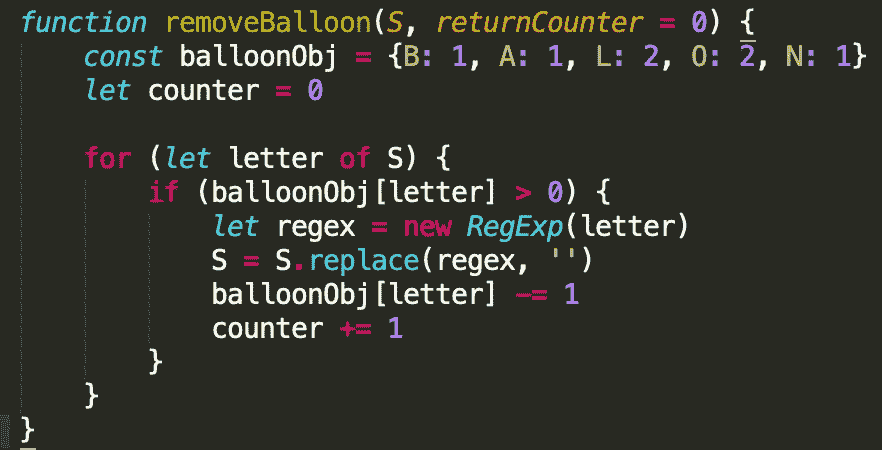 function removeBalloon(S, returnCounter = 0) {
    const balloonObj = {B: 1, A: 1, L: 2, O: 2, N: 1}
    let counter = 0

    for (let letter of S) {
        if (balloonObj[letter] > 0) {
            let regex = new RegExp(letter)
            S = S.replace(regex, '')
            balloonObj[letter] -= 1
            counter += 1
        }
    }
}